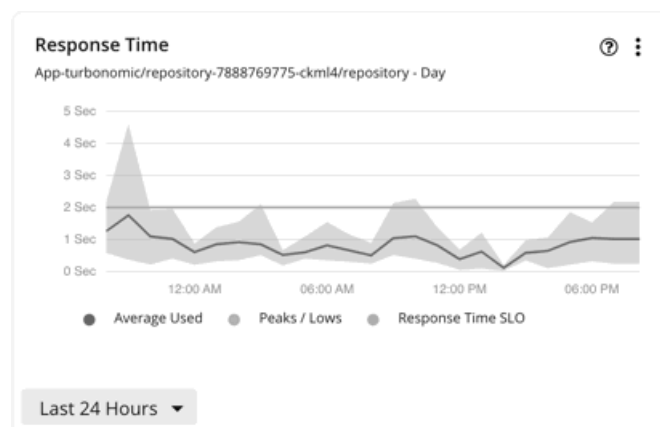 Response Time
App-turbonomic/repository-7888769775-ckml4/repository - Day
5 Sec
4 Sec
3 Sec
2 Sec
1 Sec
0 Sec
12:00 AM 06:00 AM 12:00 PM 06:00 PM
Average Used Peaks / Lows Response Time SLO
Last 24 Hours